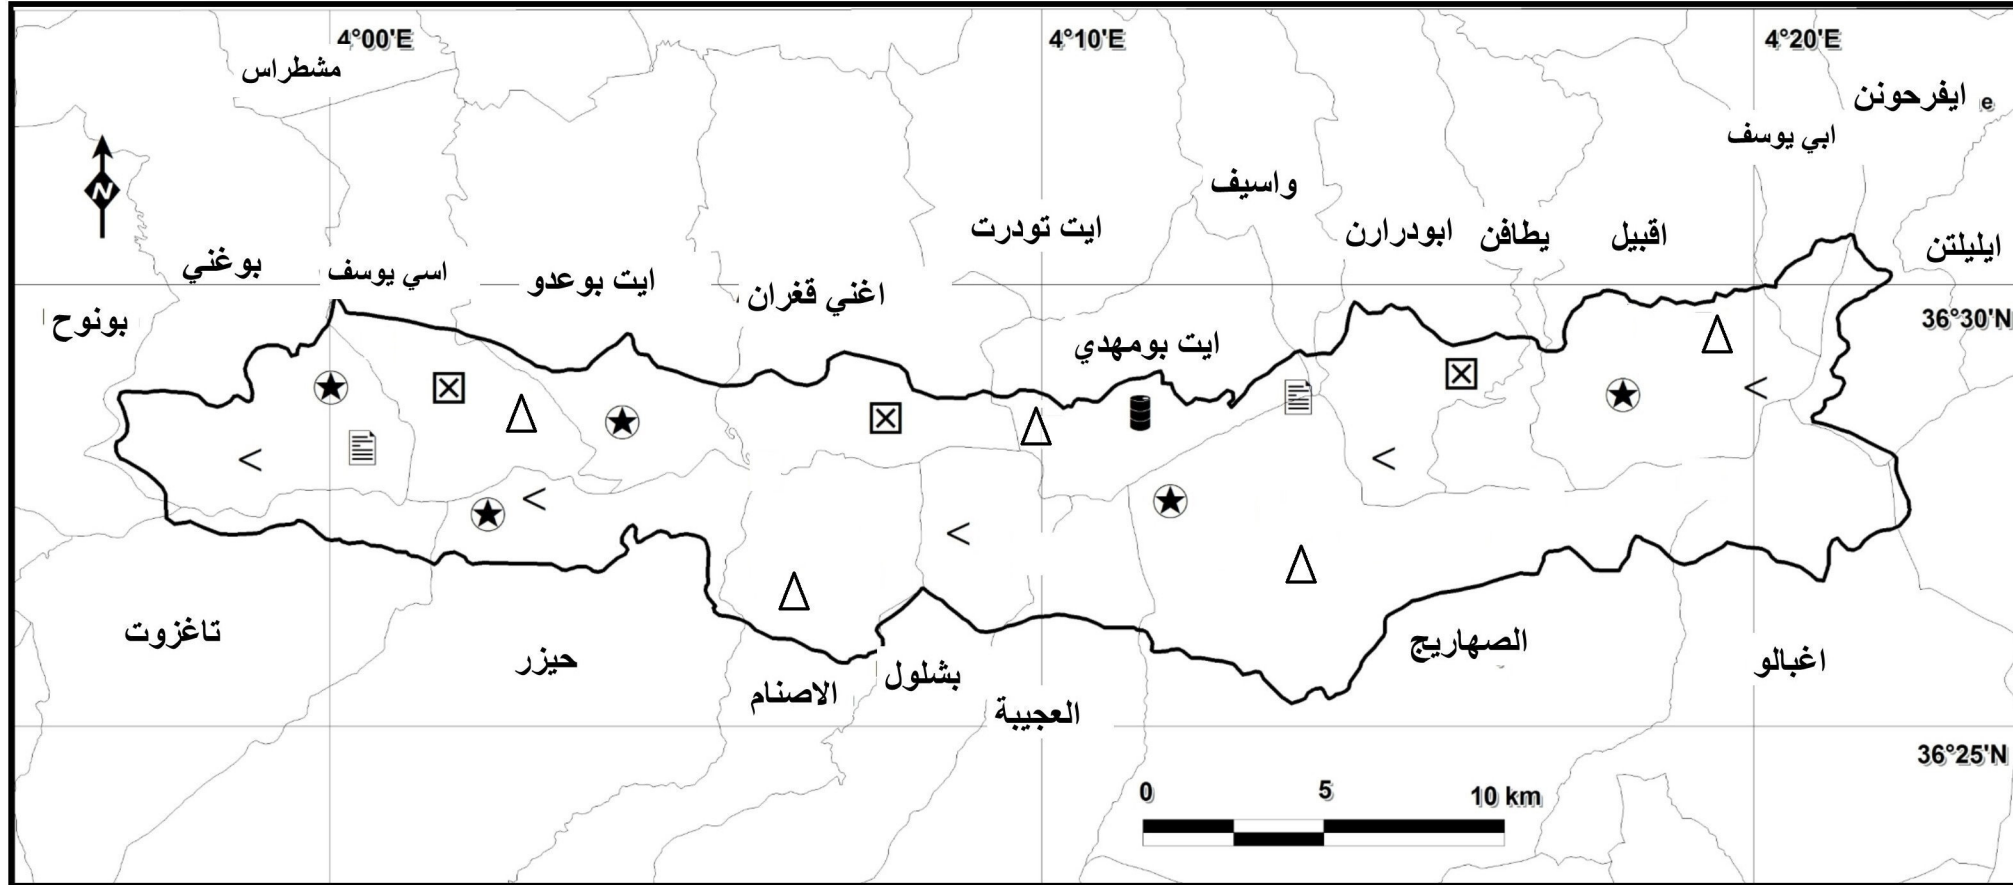 4°00'E
4°10'E
4°20'E
مشطراس
ايفرحونن
e
ابي يوسف
واسيف
ايت تودرت
ابودرارن
يطافن
اقبيل
ايليلتن
بوغني
اسي يوسف
ايت بوعدو
اغني قغران
بونوح
36°30'N
ايت بومهدي
تاغزوت
حيزر
الاصنام
بشلول
العجيبة
الصهاريج
اغبالو
36°25'N
0 5 10 km
N